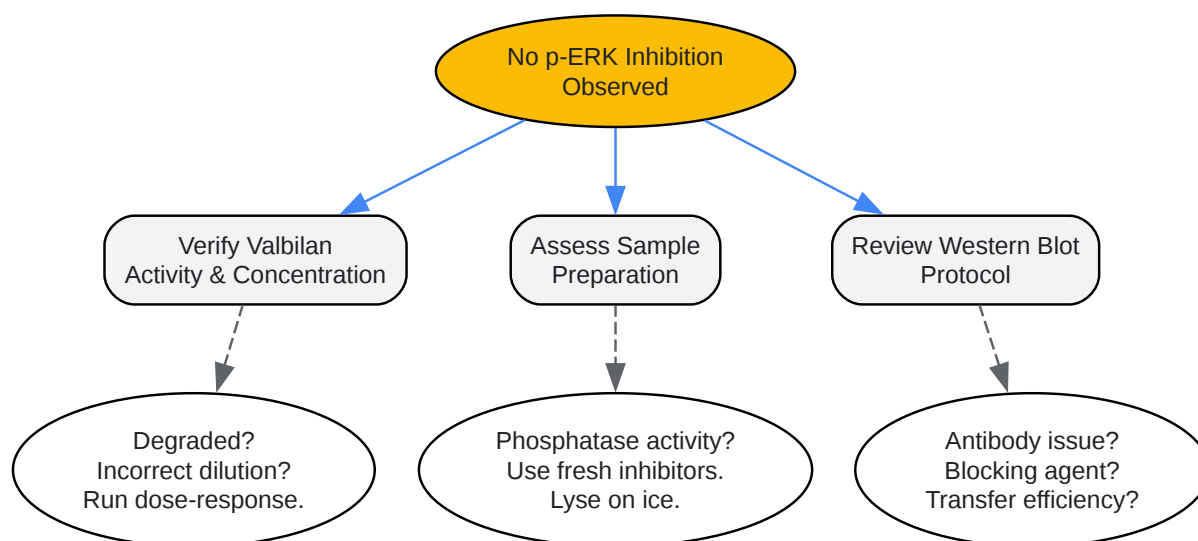 No p-ERK Inhibition
Observed
Verify Valbilan
Activity & Concentration
Assess Sample
Preparation
Review Western Blot
Protocol
Degraded?
Incorrect dilution?
Run dose-response.
Phosphatase activity?
Use fresh inhibitors.
Lyse on ice.
Antibody issue?
Blocking agent?
Transfer efficiency?